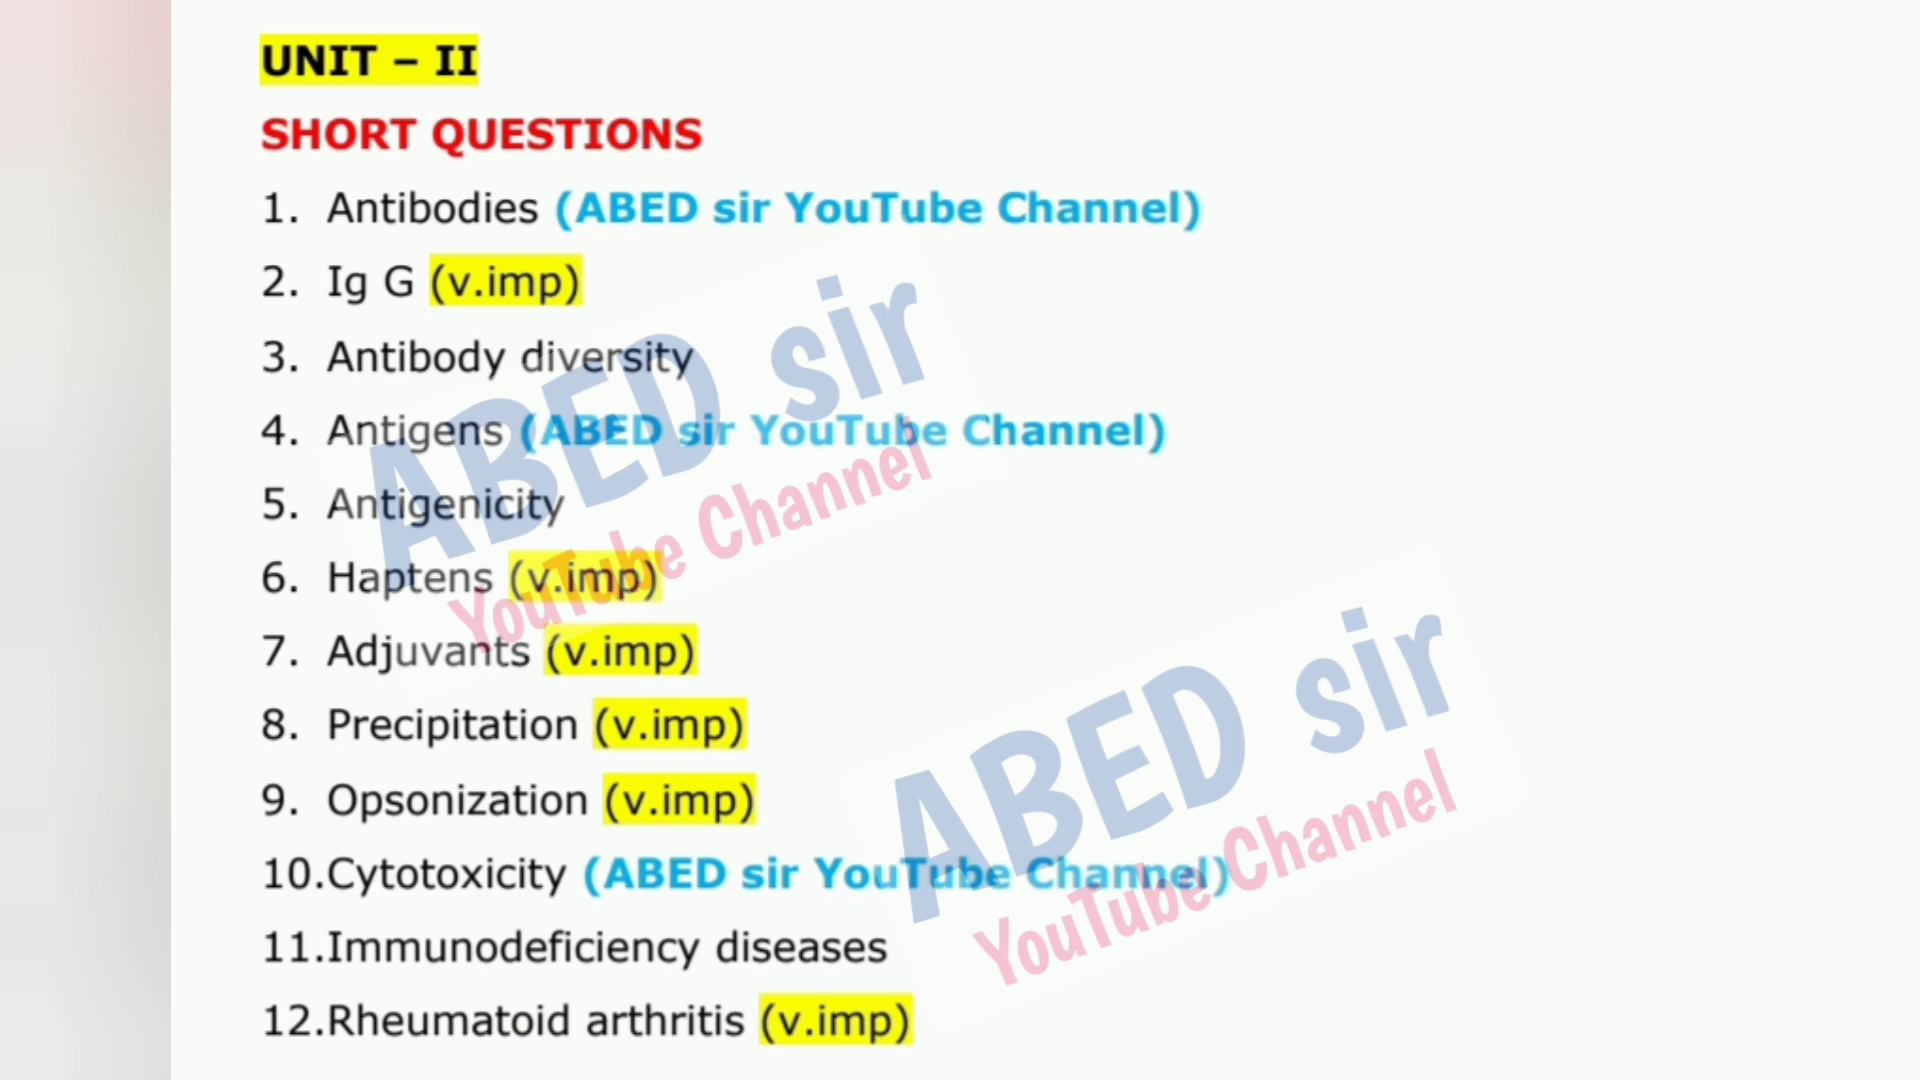 UNIT – II
SHORT QUESTIONS
1. Antibodies (ABED sir YouTube Channel)
2. Ig G (v.imp)
3. Antibody diversity
4. Antigens (ABED sir YouTube Channel)
5. Antigenicity
6. Haptens (v.imp)
7. Adjuvants (v.imp)
8. Precipitation (v.imp)
9. Opsonization (v.imp)
10.Cytotoxicity (ABED sir YouTube Channel)
11.Immunodeficiency diseases
12.Rheumatoid arthritis (v.imp)
ABED sir
YouTube Channel
ABED sir
YouTube Channel